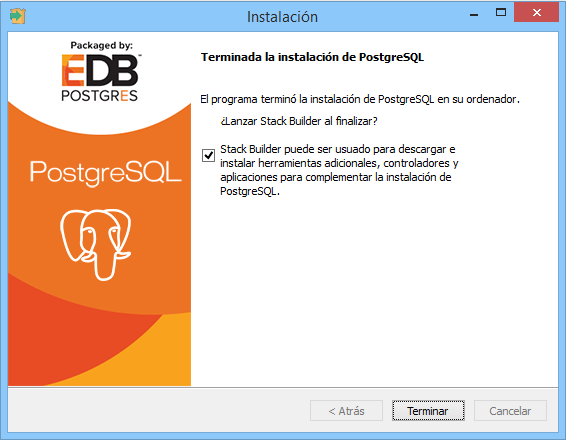 Instalación
Packaged by:
EDB
POSTGRES
PostgreSQL
Terminada la instalación de PostgreSQL
El programa terminó la instalación de PostgreSQL en su ordenador.
¿Lanzar Stack Builder al finalizar?
Stack Builder puede ser usado para descargar e
instalar herramientas adicionales, controladores y
aplicaciones para complementar la instalación de
PostgreSQL.
< Atrás
Terminar
Cancelar